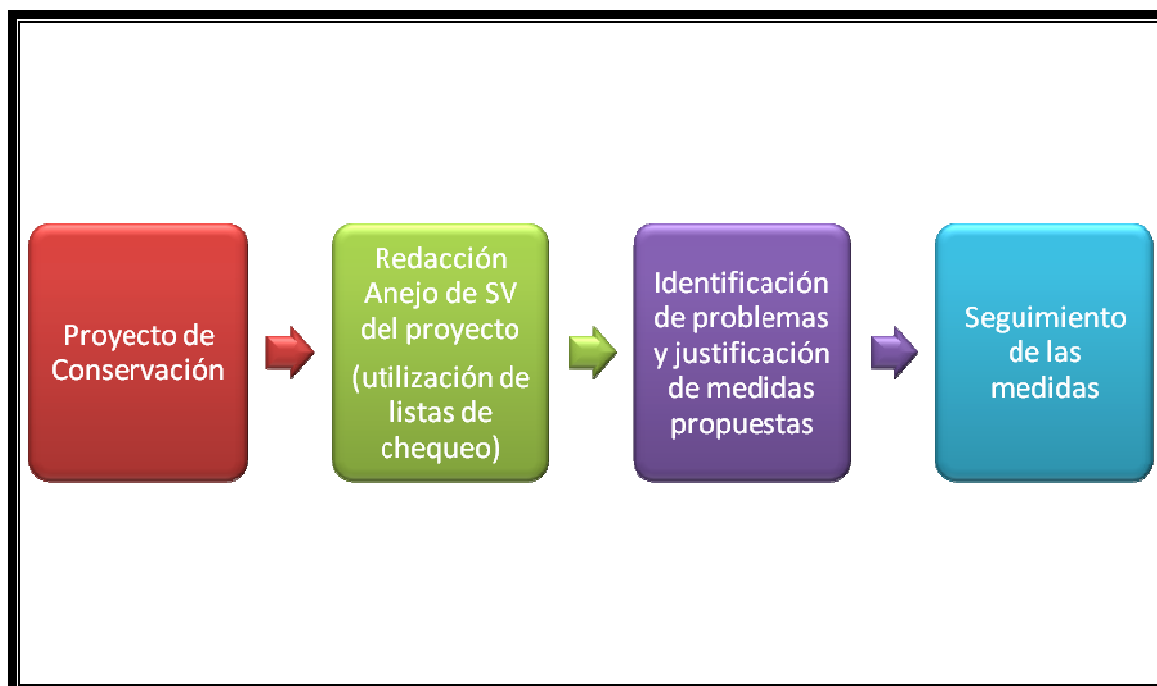 Proyecto de
Conservación
Redacción
Anejo de SV
del proyecto
(utilización de
listas de
chequeo)
Identificación
de problemas
y justificación
de medidas
propuestas
Seguimiento
de las
medidas